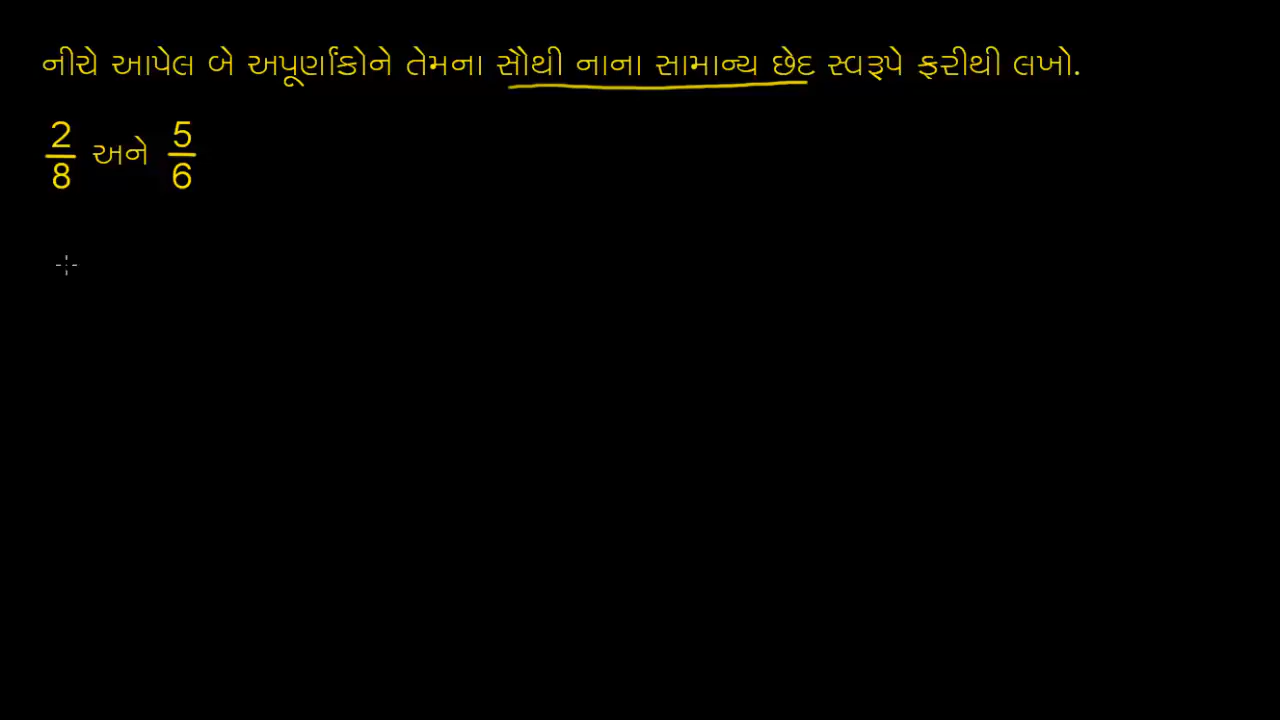 નીચે આપેલ બે અપૂર્ણાંકોને તેમના સૌથી નાના સામાન્ય છેદ સ્વરૂપે ફરીથી લખો.
2/8 અને 5/6